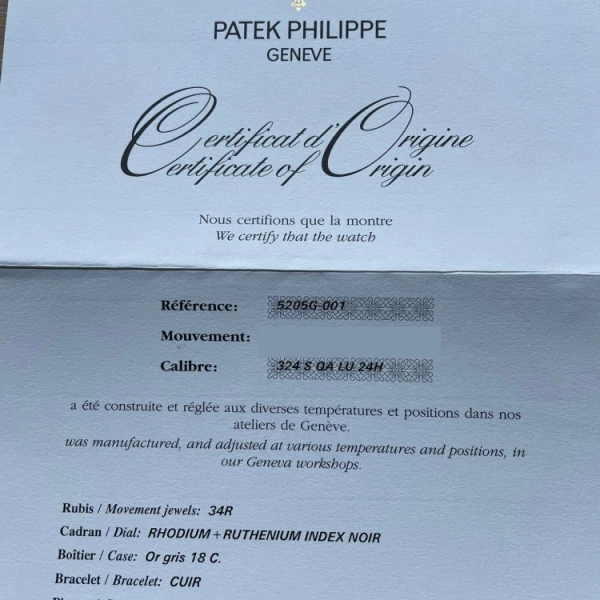 PATEK PHILIPPE
GENEVE
Certificat d'Origine
Certificate of Origin
Nous certifions que la montre
We certify that the watch
Référence: 5205G-001
Mouvement:
Calibre: 324 S QA LU 24H
a été construite et réglée aux diverses températures et positions dans nos
ateliers de Genève.
was manufactured, and adjusted at various temperatures and positions, in
our Geneva workshops.
Rubis / Movement jewels: 34R
Cadran / Dial: RHODIUM+RUTHENIUM INDEX NOIR
Boîtier / Case: Or gris 18 C.
Bracelet / Bracelet: CUIR